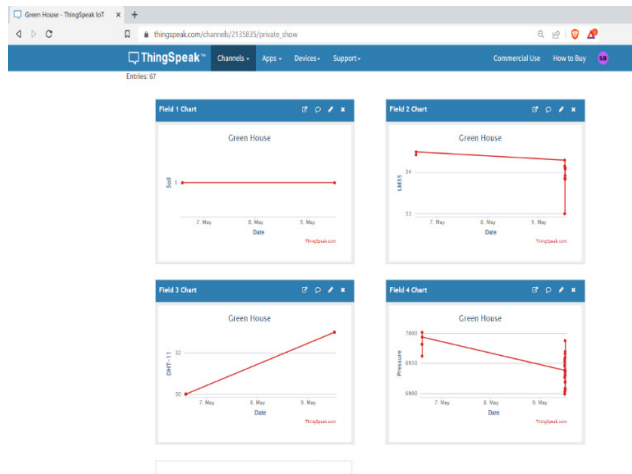 Green House - ThingSpeak IoT
thingspeak.com/channels/2135835/private_show
ThingSpeak™ Channels Apps Devices Support Commercial Use How to Buy
Entries: 67
Field 1 Chart
Green House
Soil
1
7. May 8. May 9. May
Date
ThingSpeak.com
Field 2 Chart
Green House
LM35
34
33
7. May 8. May 9. May
Date
ThingSpeak.com
Field 3 Chart
Green House
DHT-11
32
30
7. May 8. May 9. May
Date
ThingSpeak.com
Field 4 Chart
Green House
Pressure
7000
6950
6900
7. May 8. May 9. May
Date
ThingSpeak.com